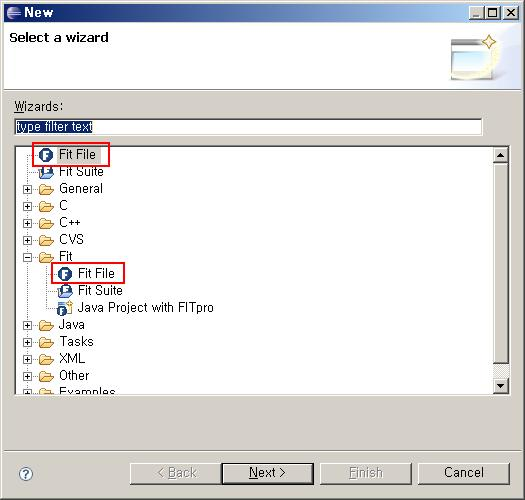 New
Select a wizard
Wizards:
type filter text
Fit File
Fit Suite
General
C
C++
CVS
Fit
Fit File
Fit Suite
Java Project with FITpro
Java
Tasks
XML
Other
Examples
< Back
Next >
Finish
Cancel